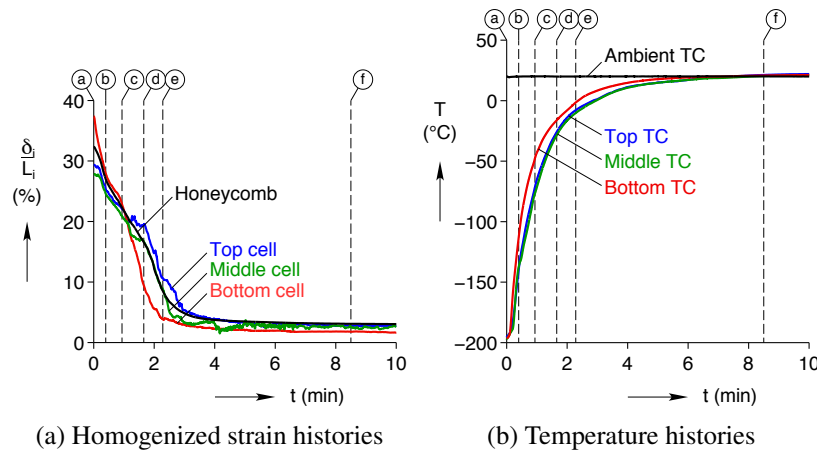 a b c d e f
40
30
20
10
0
δi
Li
(%)
Honeycomb
Top cell
Middle cell
Bottom cell
0 2 4 6 8 10
t (min)
(a) Homogenized strain histories
a b c d e f
50
0
−50
−100
−150
−200
T
(°C)
Ambient TC
Top TC
Middle TC
Bottom TC
0 2 4 6 8 10
t (min)
(b) Temperature histories